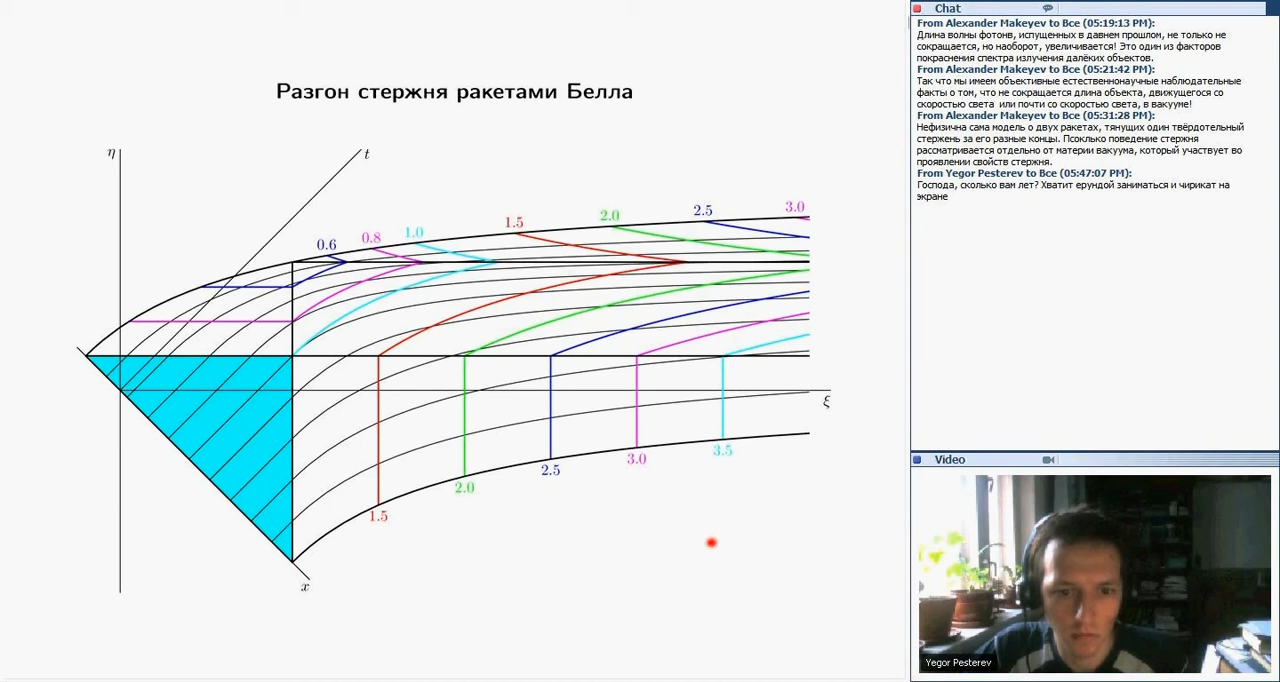 Разгон стержня ракетами Белла
η
t
0.6
0.8
1.0
1.5
2.0
2.5
3.0
ξ
3.5
3.0
2.5
2.0
1.5
x
Chat
From Alexander Makeyev to Все (05:19:13 PM):
Длина волны фотонв, испущенных в давнем прошлом, не только не
сокращается, но наоборот, увеличивается! Это один из факторов
покраснения спектра излучения далёких объектов.
From Alexander Makeyev to Все (05:21:42 PM):
Так что мы имеем объективные естественнонаучные наблюдательные
факты о том, что не сокращается длина объекта, движущегося со
скоростью света или почти со скоростью света, в вакууме!
From Alexander Makeyev to Все (05:31:28 PM):
Нефизична сама модель о двух ракетах, тянущих один твёрдотельный
стержень за его разные концы. Псоклько поведение стержня
рассматривается отдельно от материи вакуума, который участвует во
проявлении свойств стержня.
From Yegor Pesterev to Все (05:47:07 PM):
Господа, сколько вам лет? Хватит ерундой заниматься и чирикат на
экране
Video
Yegor Pesterev